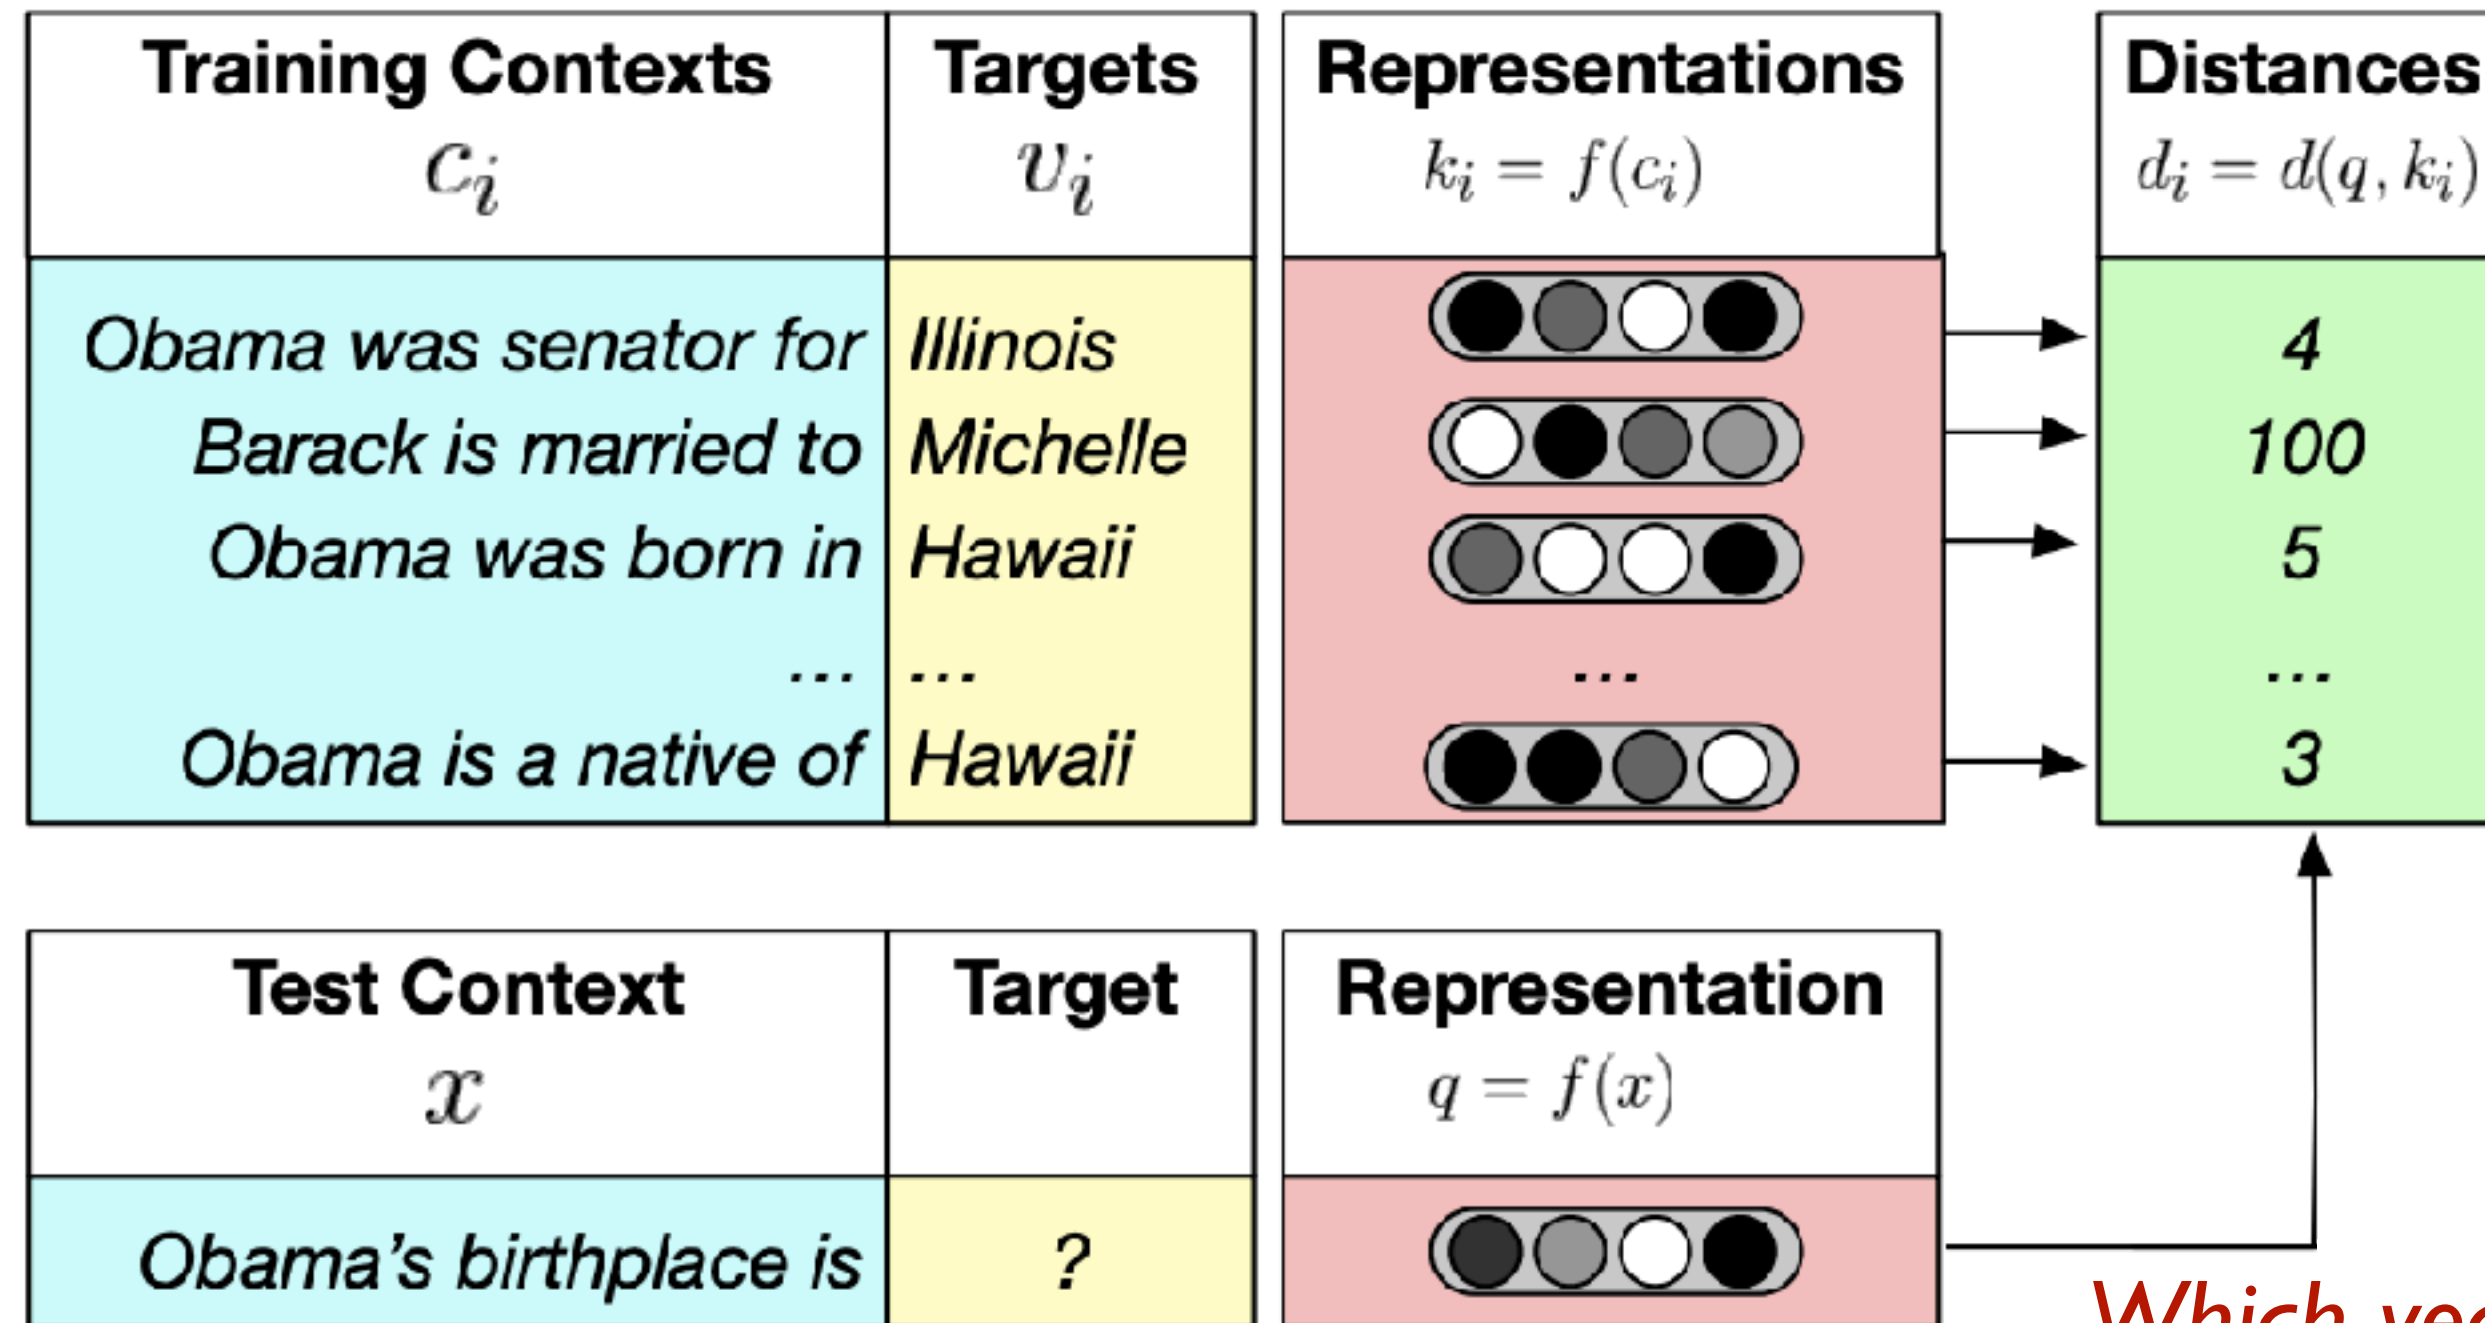 Training Contexts Targets Representations Distances
c_i v_i k_i = f(c_i) d_i = d(q, k_i)
Obama was senator for Illinois 4
Barack is married to Michelle 100
Obama was born in Hawaii 5
... ... ... ...
Obama is a native of Hawaii 3
Test Context Target Representation
x q = f(x)
Obama's birthplace is ?
Which